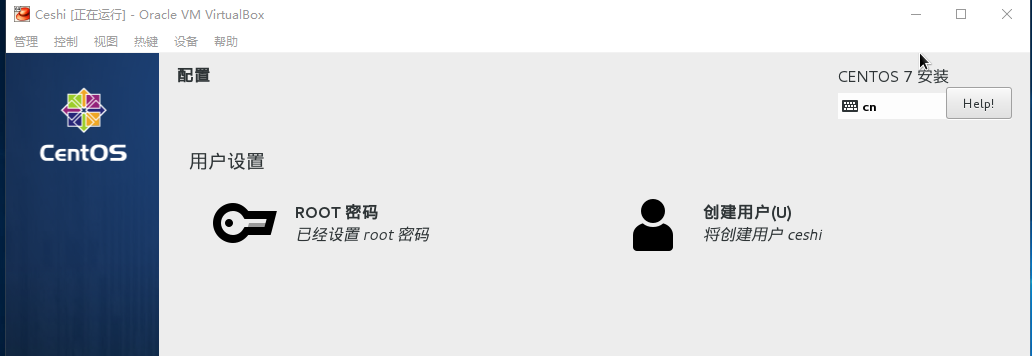 Ceshi [正在运行] - Oracle VM VirtualBox
管理 控制 视图 热键 设备 帮助
配置
CENTOS 7 安装
cn
Help!
CentOS
用户设置
ROOT 密码
已经设置 root 密码
创建用户(U)
将创建用户 ceshi